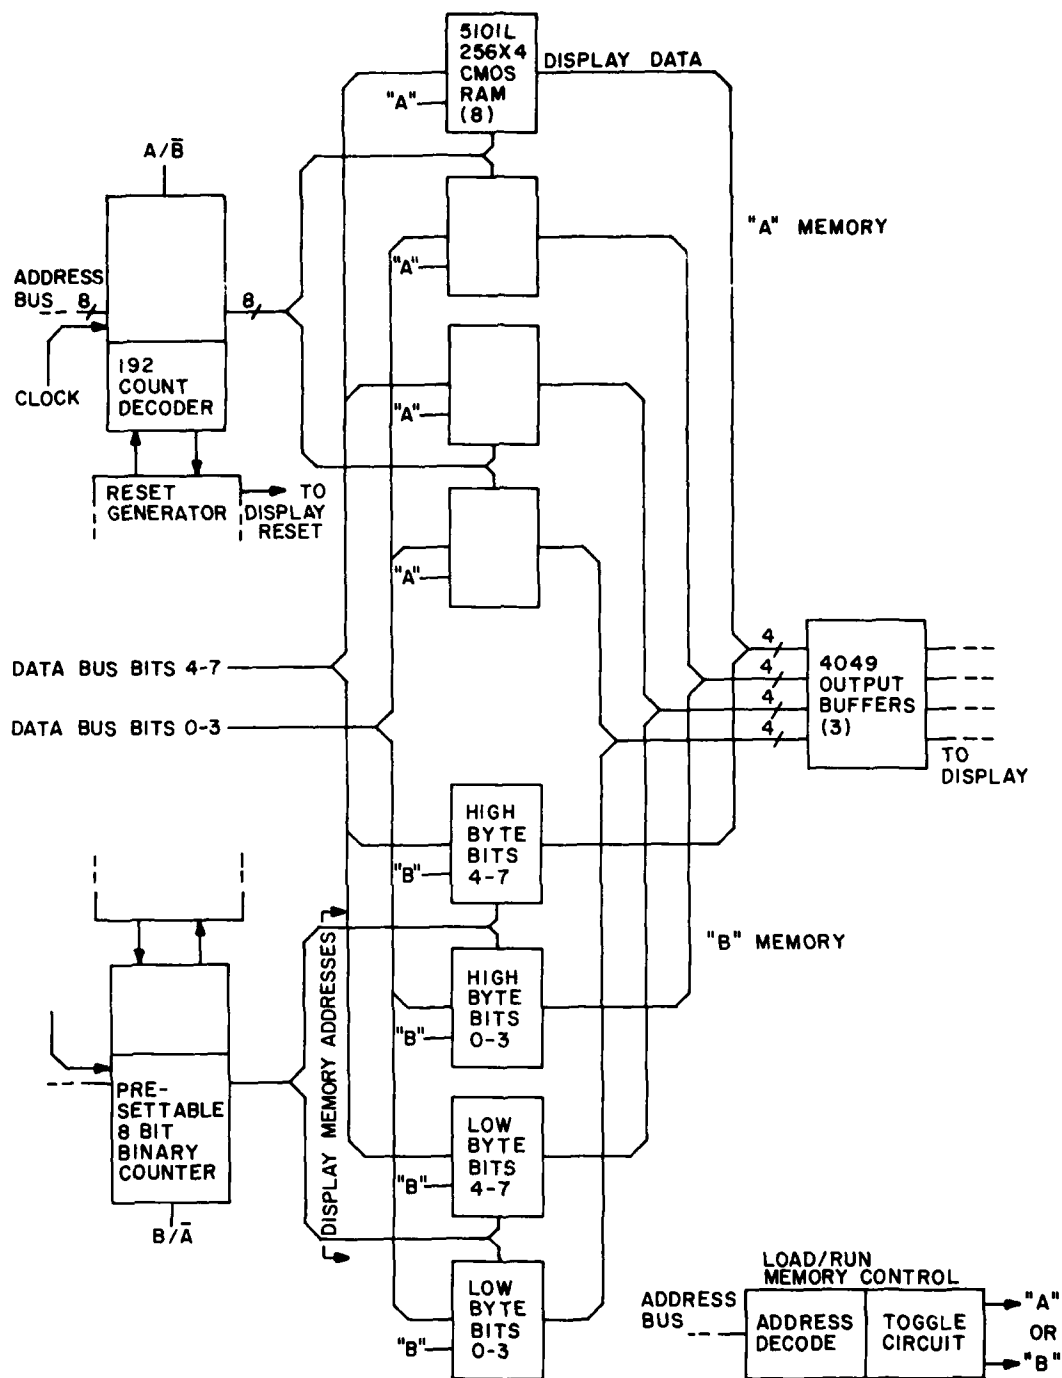 5101L
256X4
CMOS
RAM
(8)
DISPLAY DATA
"A"
A/B̅
"A" MEMORY
ADDRESS
BUS
8
8
"A"
CLOCK
192
COUNT
DECODER
"A"
RESET
GENERATOR
TO
DISPLAY
RESET
"A"
DATA BUS BITS 4-7
DATA BUS BITS 0-3
4
4
4
4
4049
OUTPUT
BUFFERS
(3)
TO
DISPLAY
HIGH
BYTE
BITS
4-7
"B"
DISPLAY MEMORY ADDRESSES
"B" MEMORY
HIGH
BYTE
BITS
0-3
"B"
PRE-
SETTABLE
8 BIT
BINARY
COUNTER
B/A̅
LOW
BYTE
BITS
4-7
"B"
LOW
BYTE
BITS
0-3
"B"
LOAD/RUN
MEMORY CONTROL
ADDRESS
BUS
ADDRESS
DECODE
TOGGLE
CIRCUIT
"A"
OR
"B"